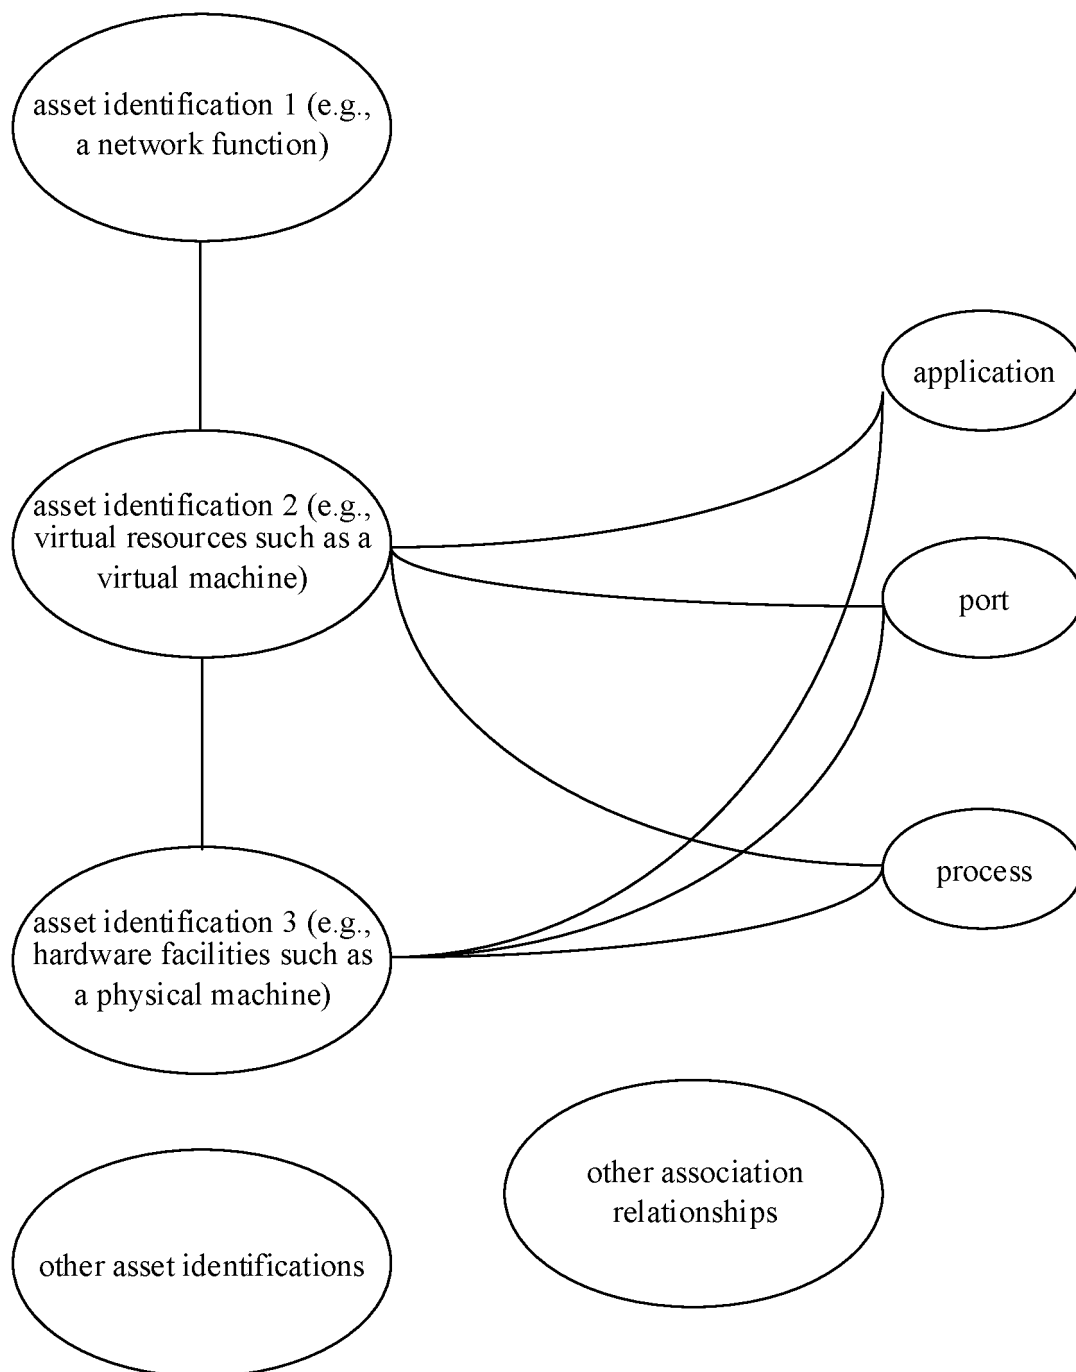 asset identification 1 (e.g.,
a network function)
application
asset identification 2 (e.g.,
virtual resources such as a
virtual machine)
port
process
asset identification 3 (e.g.,
hardware facilities such as
a physical machine)
other association
relationships
other asset identifications